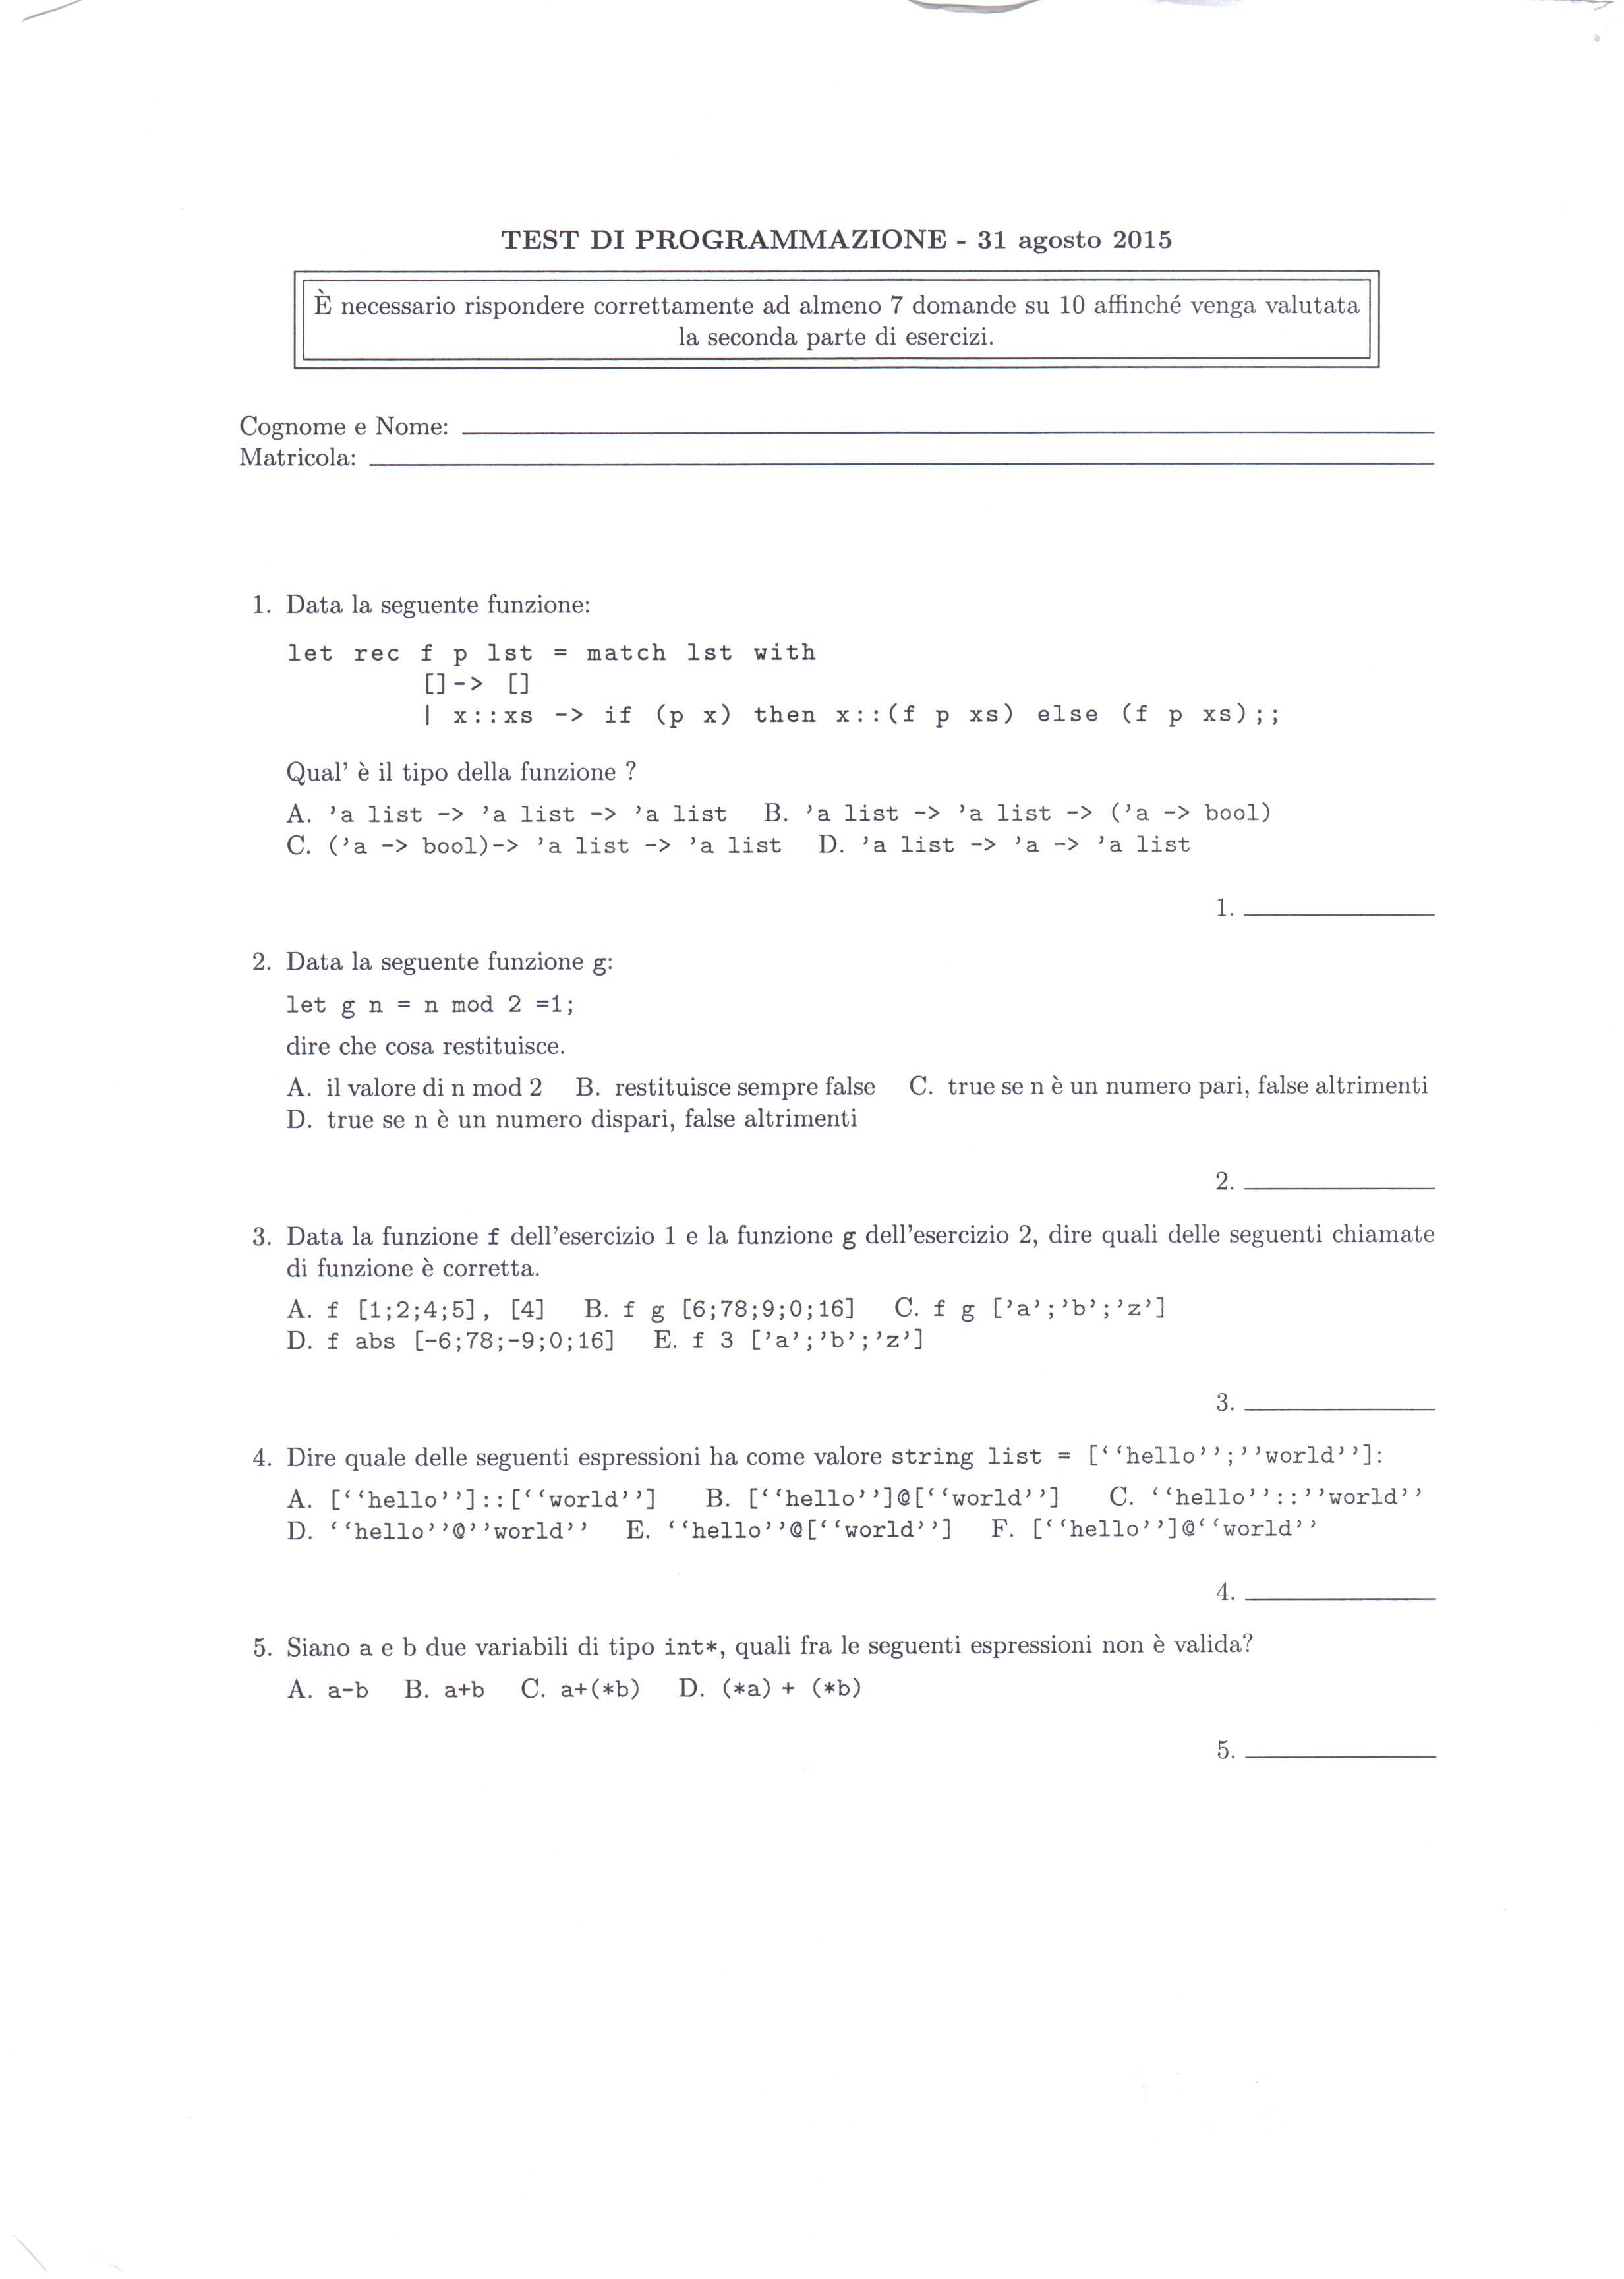 TEST DI PROGRAMMAZIONE - 31 agosto 2015
È necessario rispondere correttamente ad almeno 7 domande su 10 affinché venga valutata
la seconda parte di esercizi.
Cognome e Nome:
Matricola:
1. Data la seguente funzione:
let rec f p lst = match lst with
[]-> []
| x::xs -> if (p x) then x::(f p xs) else (f p xs);;
Qual' è il tipo della funzione ?
A. 'a list -> 'a list -> 'a list B. 'a list -> 'a list -> ('a -> bool)
C. ('a -> bool)-> 'a list -> 'a list D. 'a list -> 'a -> 'a list
1.
2. Data la seguente funzione g:
let g n = n mod 2 =1;
dire che cosa restituisce.
A. il valore di n mod 2 B. restituisce sempre false C. true se n è un numero pari, false altrimenti
D. true se n è un numero dispari, false altrimenti
2.
3. Data la funzione f dell'esercizio 1 e la funzione g dell'esercizio 2, dire quali delle seguenti chiamate
di funzione è corretta.
A. f [1;2;4;5], [4] B. f g [6;78;9;0;16] C. f g ['a';'b';'z']
D. f abs [-6;78;-9;0;16] E. f 3 ['a';'b';'z']
3.
4. Dire quale delle seguenti espressioni ha come valore string list = [‘‘hello’’;’’world’’]:
A. [‘‘hello’’]::[‘‘world’’] B. [‘‘hello’’]@[‘‘world’’] C. ‘‘hello’’::’’world’’
D. ‘‘hello’’@’’world’’ E. ‘‘hello’’@[‘‘world’’] F. [‘‘hello’’]@‘‘world’’
4.
5. Siano a e b due variabili di tipo int*, quali fra le seguenti espressioni non è valida?
A. a-b B. a+b C. a+(*b) D. (*a) + (*b)
5.